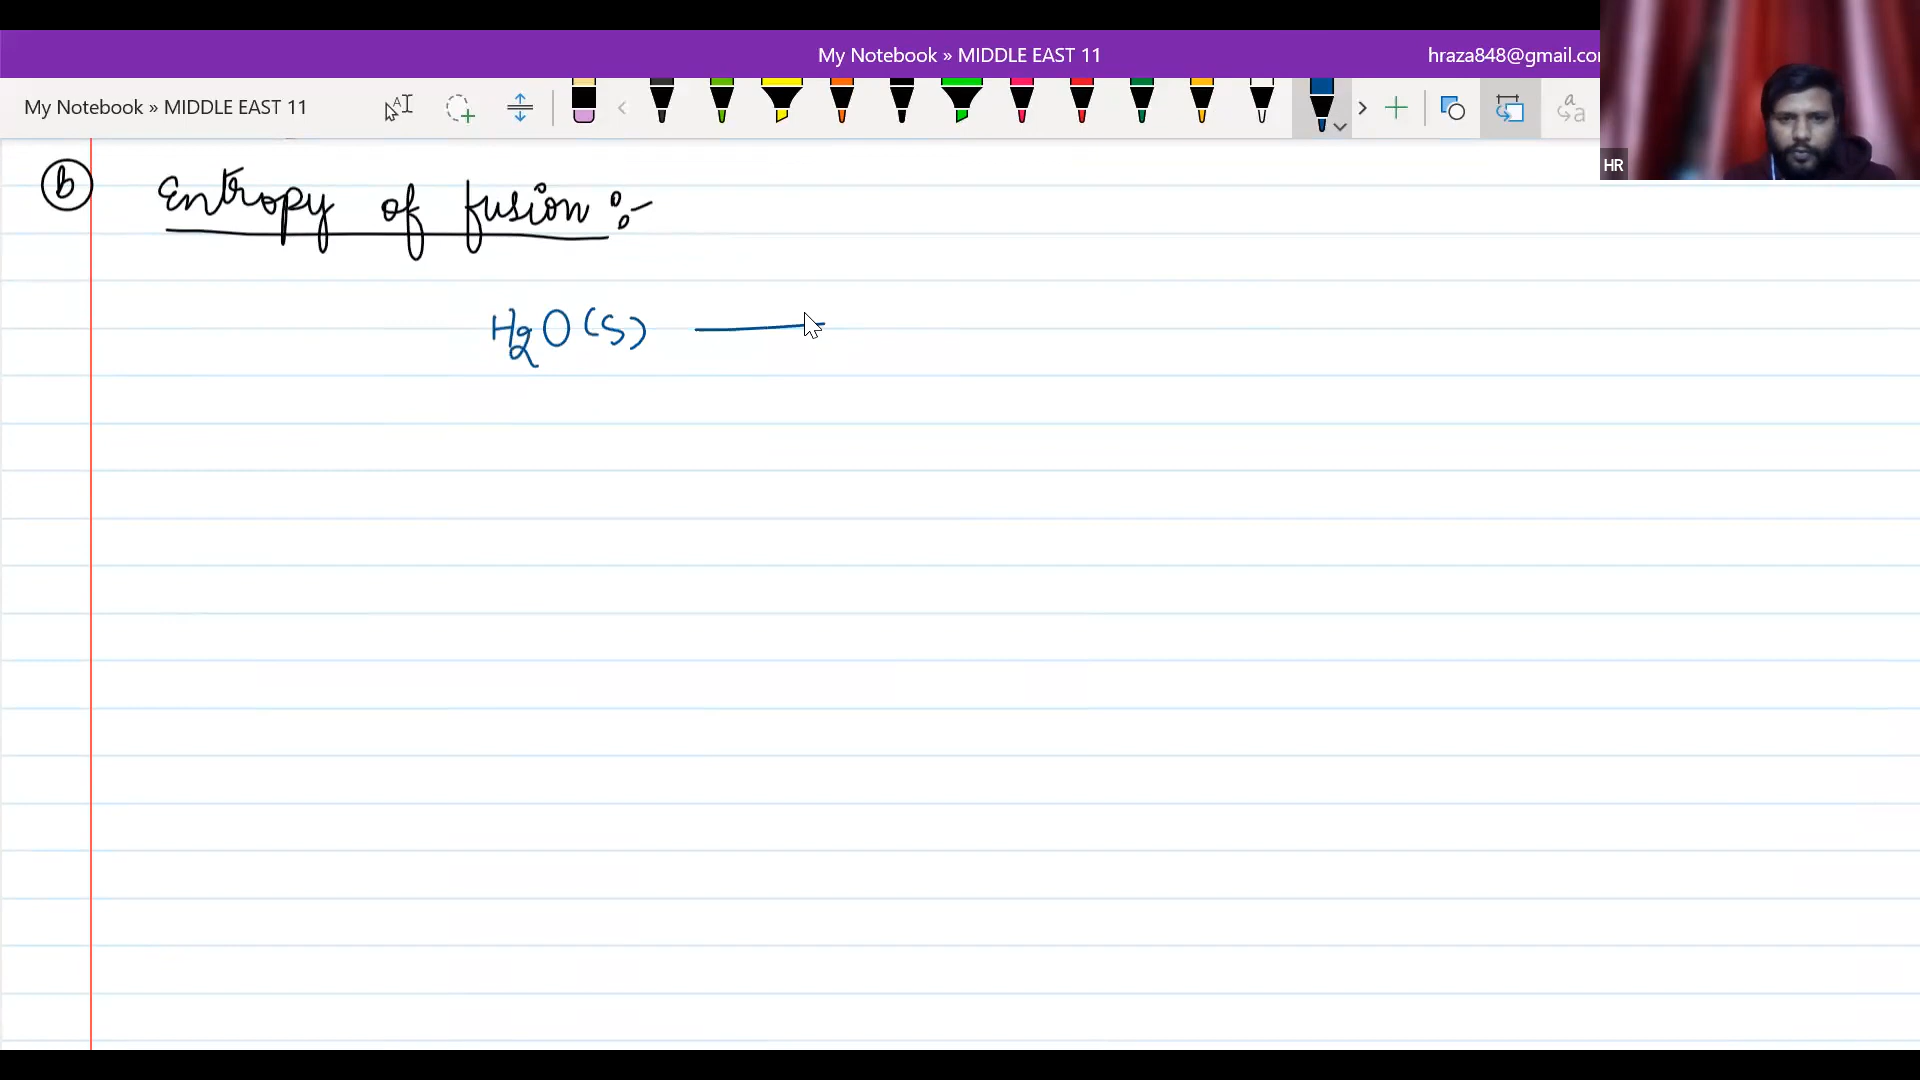 My Notebook » MIDDLE EAST 11
hraza848@gmail.co
My Notebook » MIDDLE EAST 11
HR
b Entropy of fusion :-
H2O(s) —